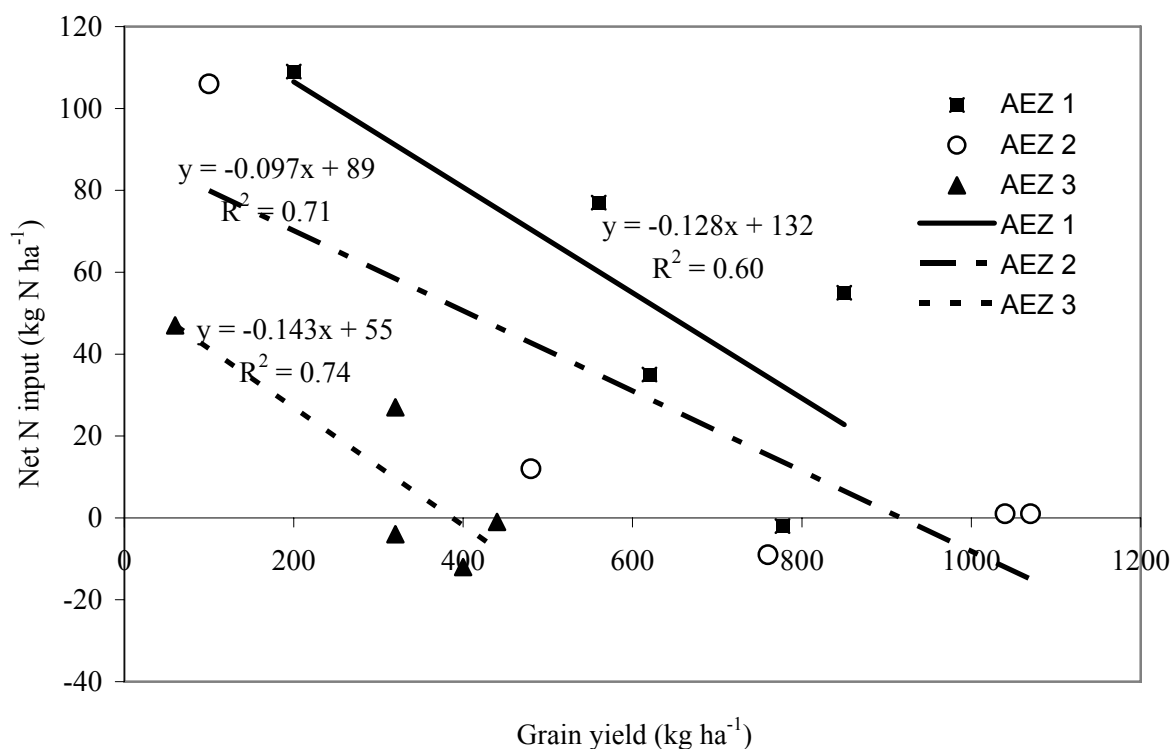 120
100
80
60
40
20
0
-20
-40
0
200
400
600
800
1000
1200
Net N input (kg N ha⁻¹)
Grain yield (kg ha⁻¹)
y = -0.097x + 89
R² = 0.71
y = -0.128x + 132
R² = 0.60
y = -0.143x + 55
R² = 0.74
AEZ 1
AEZ 2
AEZ 3
AEZ 1
AEZ 2
AEZ 3